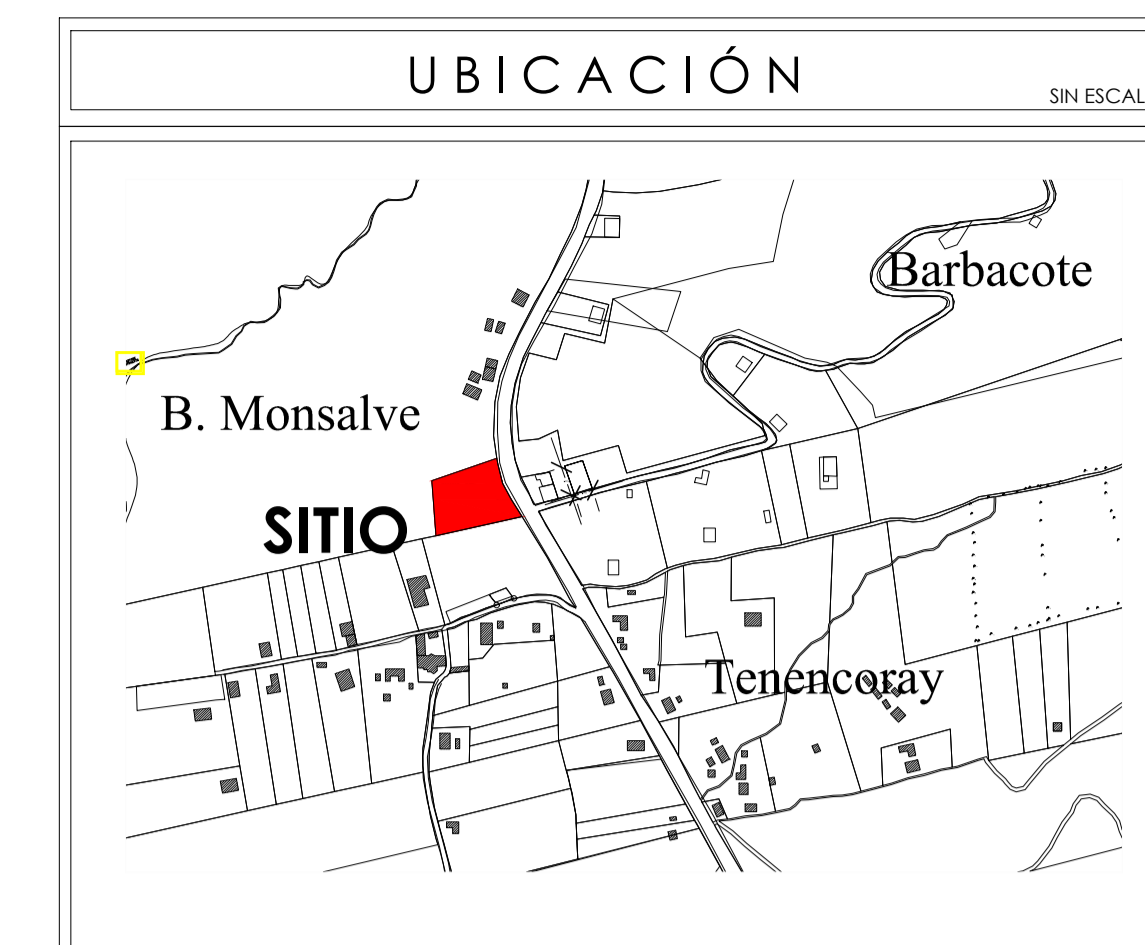 UBICACIÓN
SIN ESCAL
Barbacote
B. Monsalve
SITIO
Tenencoray